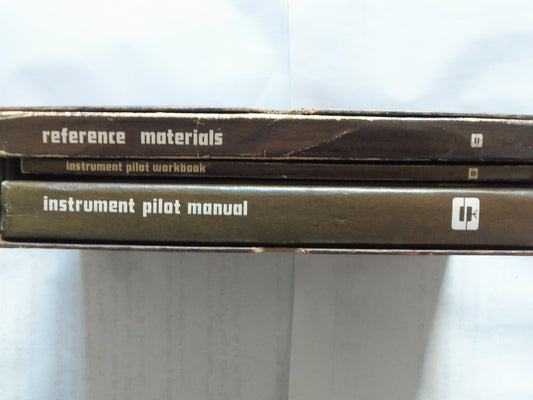 reference materials
instrument pilot workbook
instrument pilot manual